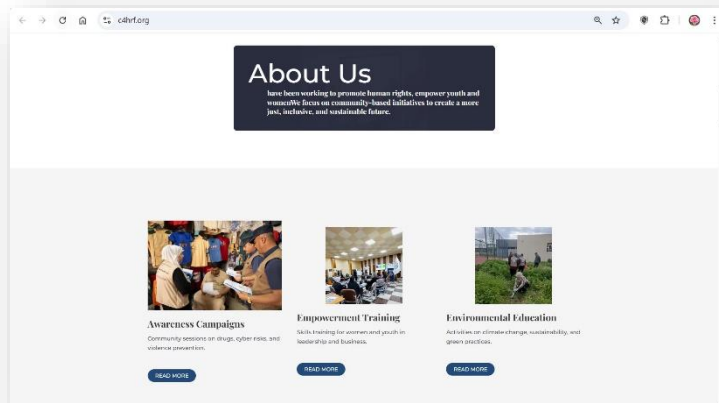 c4hrf.org
About Us
have been working to promote human rights, empower youth and
womenWe focus on community-based initiatives to create a more
just, inclusive, and sustainable future.
Awareness Campaigns
Community sessions on drugs, cyber risks, and
violence prevention.
READ MORE
Empowerment Training
Skills training for women and youth in
leadership and business.
READ MORE
Environmental Education
Activities on climate change, sustainability, and
green practices.
READ MORE